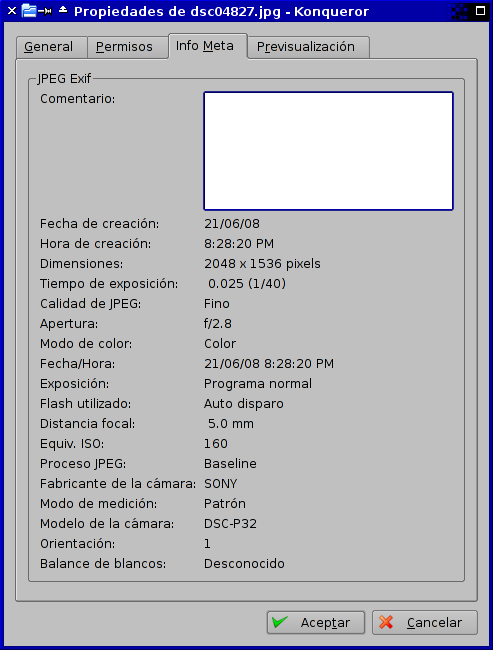 Propiedades de dsc04827.jpg - Konqueror
General Permisos Info Meta Previsualización
JPEG Exif
Comentario:
Fecha de creación: 21/06/08
Hora de creación: 8:28:20 PM
Dimensiones: 2048 x 1536 pixels
Tiempo de exposición: 0.025 (1/40)
Calidad de JPEG: Fino
Apertura: f/2.8
Modo de color: Color
Fecha/Hora: 21/06/08 8:28:20 PM
Exposición: Programa normal
Flash utilizado: Auto disparo
Distancia focal: 5.0 mm
Equiv. ISO: 160
Proceso JPEG: Baseline
Fabricante de la cámara: SONY
Modo de medición: Patrón
Modelo de la cámara: DSC-P32
Orientación: 1
Balance de blancos: Desconocido
Aceptar Cancelar